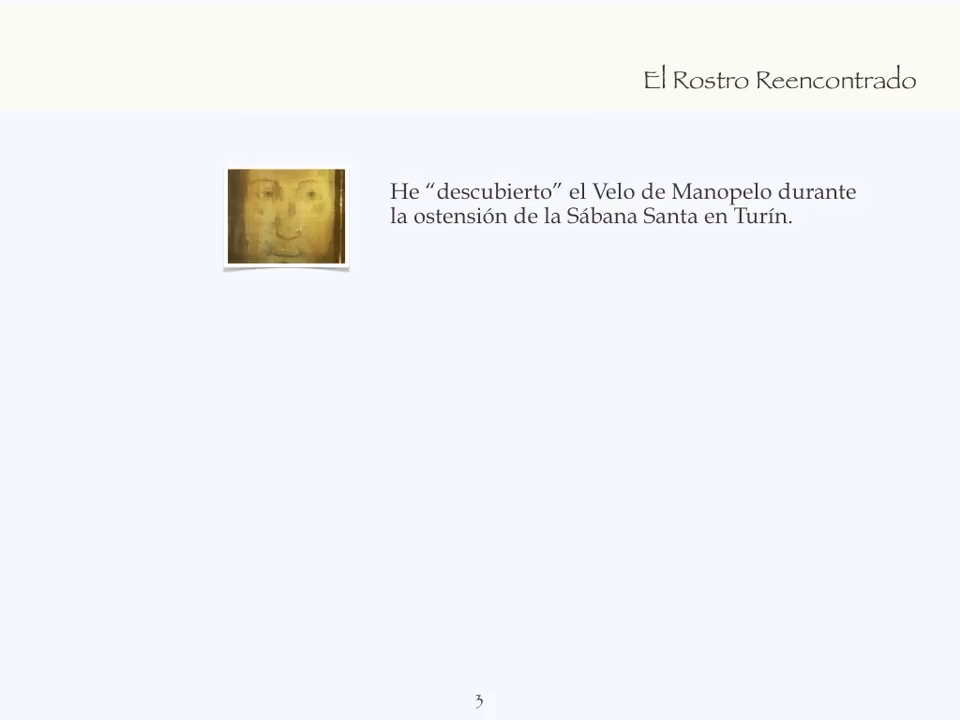 El Rostro Reencontrado
He “descubierto” el Velo de Manopelo durante
la ostensión de la Sábana Santa en Turín.
3